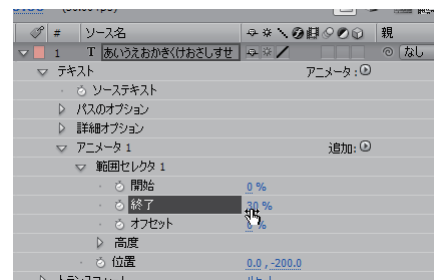 # ソース名 親
1 T あいうえおかきくけおさしすせ なし
テキスト アニメータ:
ソーステキスト
パスのオプション
詳細オプション
アニメータ 1 追加:
範囲セレクタ 1
開始 0 %
終了 30 %
オフセット %
高度
位置 0.0 , -200.0